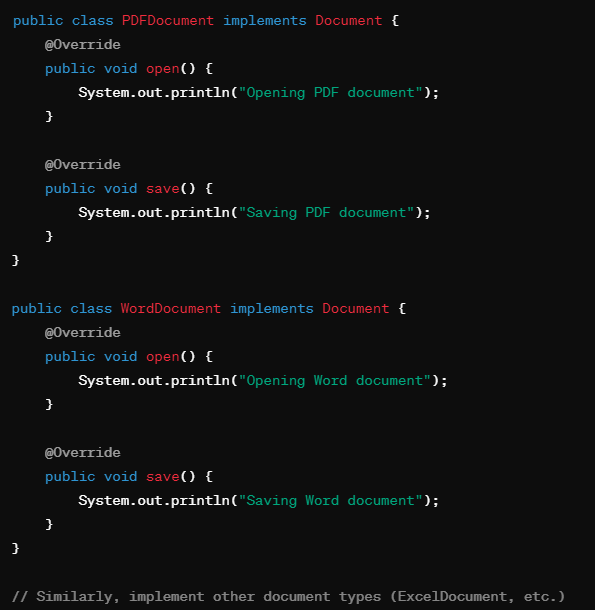 public class PDFDocument implements Document {
    @Override
    public void open() {
        System.out.println("Opening PDF document");
    }

    @Override
    public void save() {
        System.out.println("Saving PDF document");
    }
}

public class WordDocument implements Document {
    @Override
    public void open() {
        System.out.println("Opening Word document");
    }

    @Override
    public void save() {
        System.out.println("Saving Word document");
    }
}

// Similarly, implement other document types (ExcelDocument, etc.)